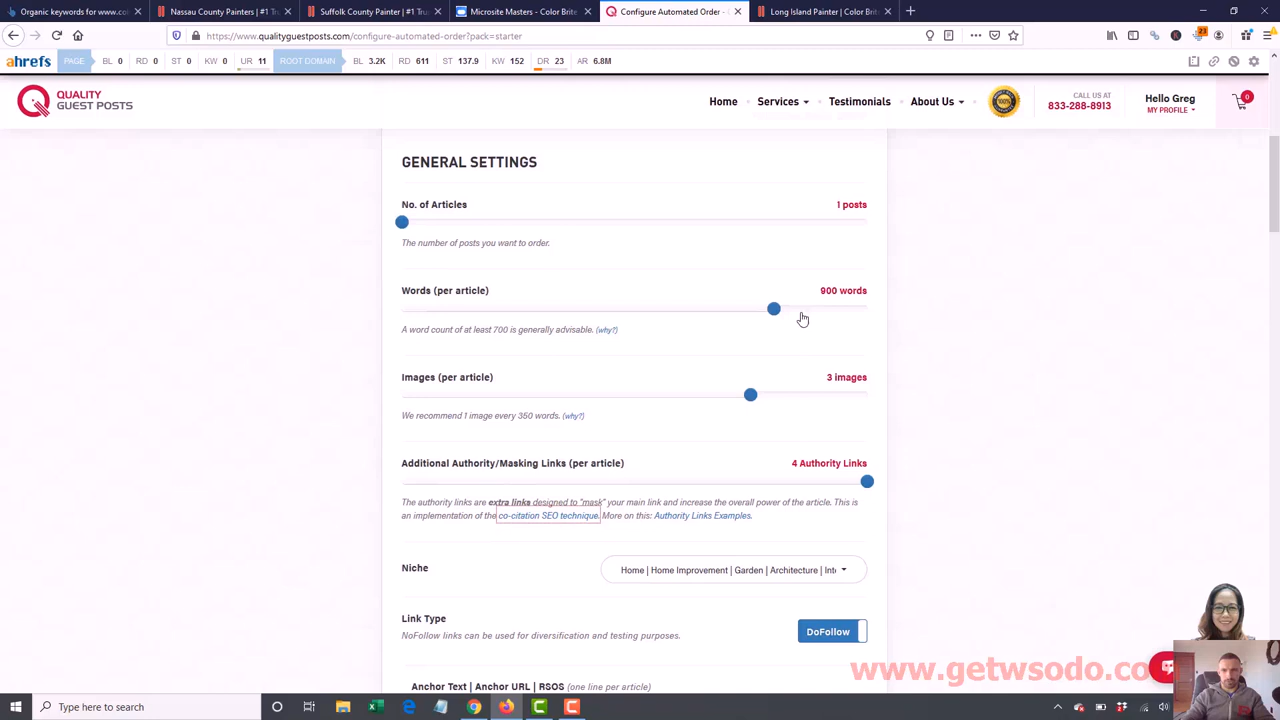 Organic keywords for www.colo
Nassau County Painters | #1 Tru
Suffolk County Painter | #1 Trus
Microsite Masters - Color Brite
Configure Automated Order -
Long Island Painter | Color Brite
https://www.qualityguestposts.com/configure-automated-order?pack=starter
23
ahrefs PAGE BL 0 RD 0 ST 0 KW 0 UR 11 ROOT DOMAIN BL 3.2K RD 611 ST 137.9 KW 152 DR 23 AR 6.8M
QUALITY
GUEST POSTS
Home Services Testimonials About Us
100%
CALL US AT
833-288-8913
Hello Greg
MY PROFILE
0
GENERAL SETTINGS
No. of Articles 1 posts
The number of posts you want to order.
Words (per article) 900 words
A word count of at least 700 is generally advisable. (why?)
Images (per article) 3 images
We recommend 1 image every 350 words. (why?)
Additional Authority/Masking Links (per article) 4 Authority Links
The authority links are extra links designed to "mask" your main link and increase the overall power of the article. This is
an implementation of the co-citation SEO technique. More on this: Authority Links Examples.
Niche Home | Home Improvement | Garden | Architecture | Inte
Link Type
NoFollow links can be used for diversification and testing purposes.
DoFollow
www.getwsodo.co
Anchor Text | Anchor URL | RSOS (one line per article)
Type here to search